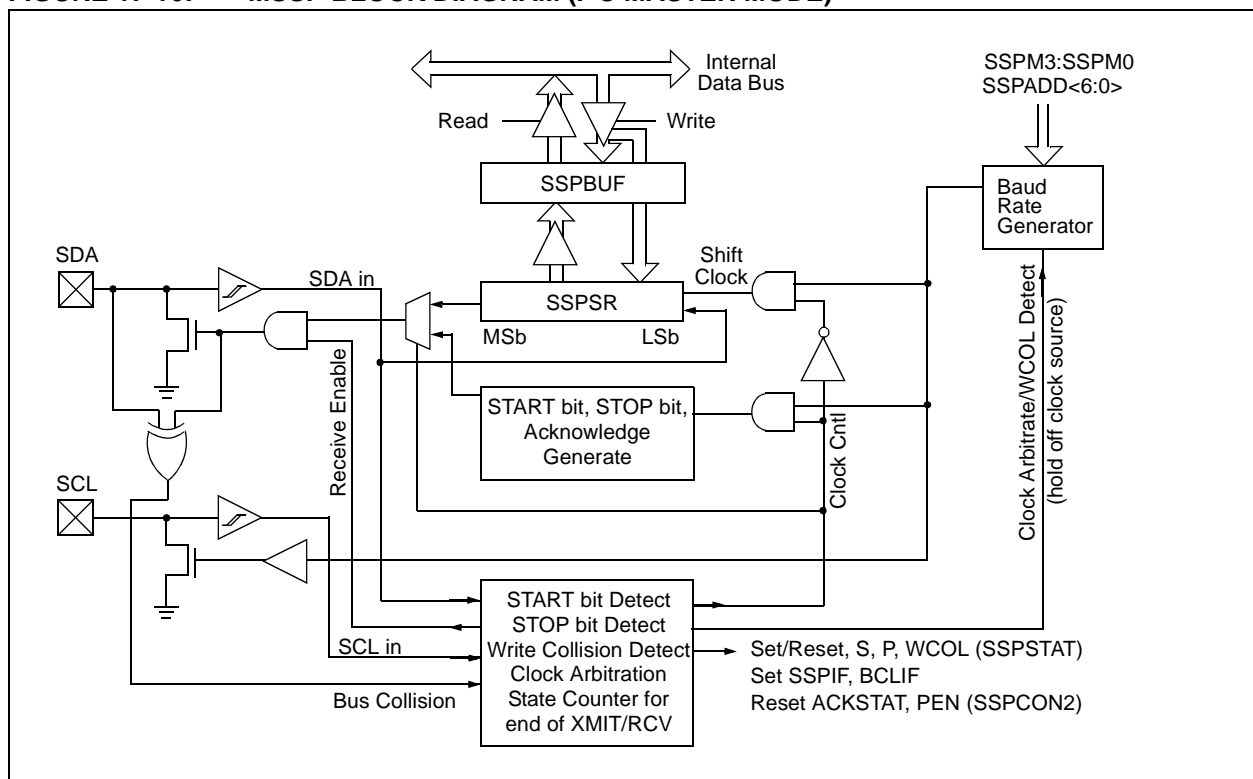 Internal
Data Bus
SSPM3:SSPM0
SSPADD<6:0>
Read
Write
SSPBUF
Baud
Rate
Generator
SDA
SDA in
Shift
Clock
SSPSR
MSb
LSb
START bit, STOP bit,
Acknowledge
Generate
Receive Enable
Clock Cntl
Clock Arbitrate/WCOL Detect
(hold off clock source)
SCL
START bit Detect
STOP bit Detect
Write Collision Detect
Clock Arbitration
State Counter for
end of XMIT/RCV
SCL in
Bus Collision
Set/Reset, S, P, WCOL (SSPSTAT)
Set SSPIF, BCLIF
Reset ACKSTAT, PEN (SSPCON2)